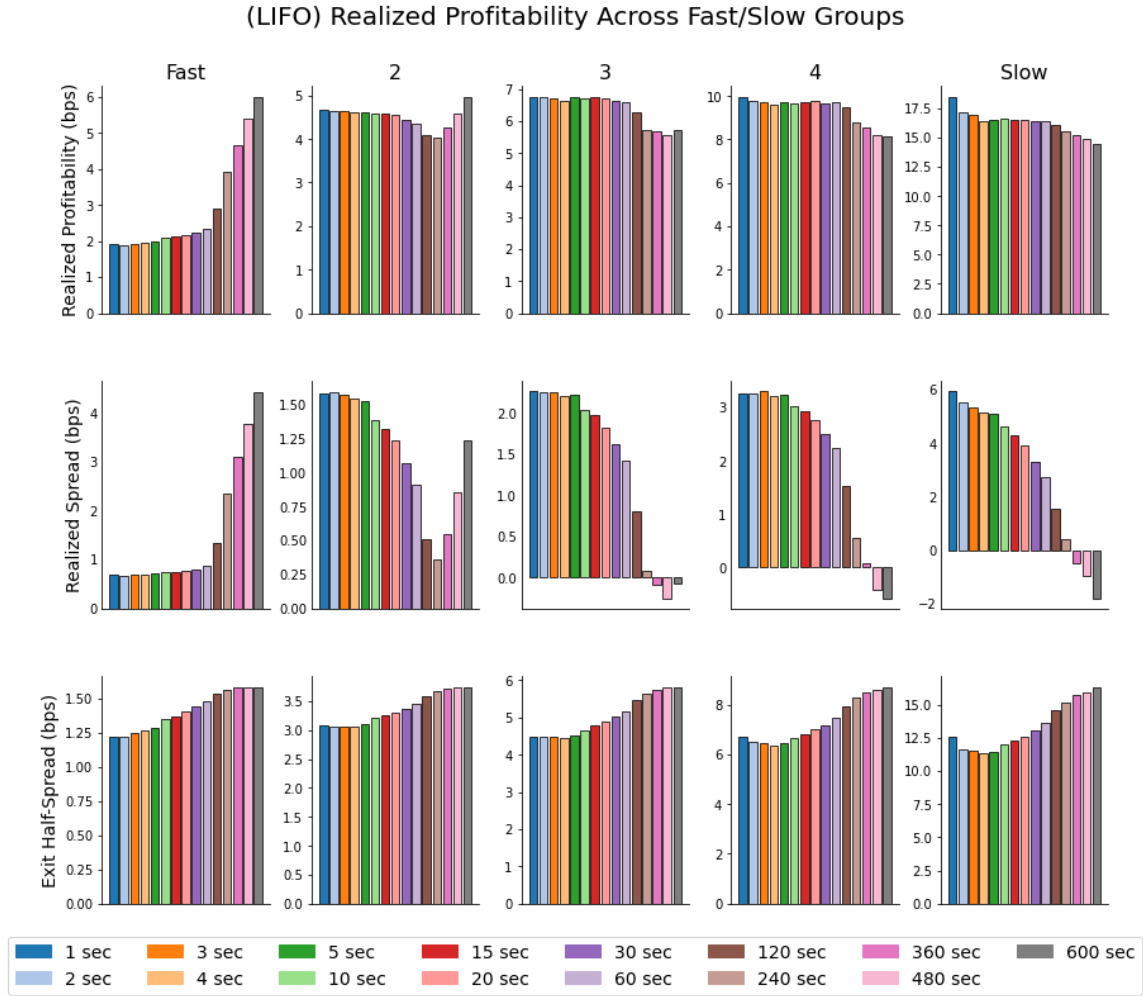 (LIFO) Realized Profitability Across Fast/Slow Groups
Fast 2 3 4 Slow
Realized Profitability (bps)
6 5 4 3 2 1 0
5 4 3 2 1 0
7 6 5 4 3 2 1 0
10 8 6 4 2 0
17.5 15.0 12.5 10.0 7.5 5.0 2.5 0.0
Realized Spread (bps)
4 3 2 1 0
1.50 1.25 1.00 0.75 0.50 0.25 0.00
2.0 1.5 1.0 0.5 0.0
3 2 1 0
6 4 2 0 −2
Exit Half-Spread (bps)
1.50 1.25 1.00 0.75 0.50 0.25 0.00
3.5 3.0 2.5 2.0 1.5 1.0 0.5 0.0
6 5 4 3 2 1 0
8 6 4 2 0
15.0 12.5 10.0 7.5 5.0 2.5 0.0
1 sec 3 sec 5 sec 15 sec 30 sec 120 sec 360 sec 600 sec
2 sec 4 sec 10 sec 20 sec 60 sec 240 sec 480 sec